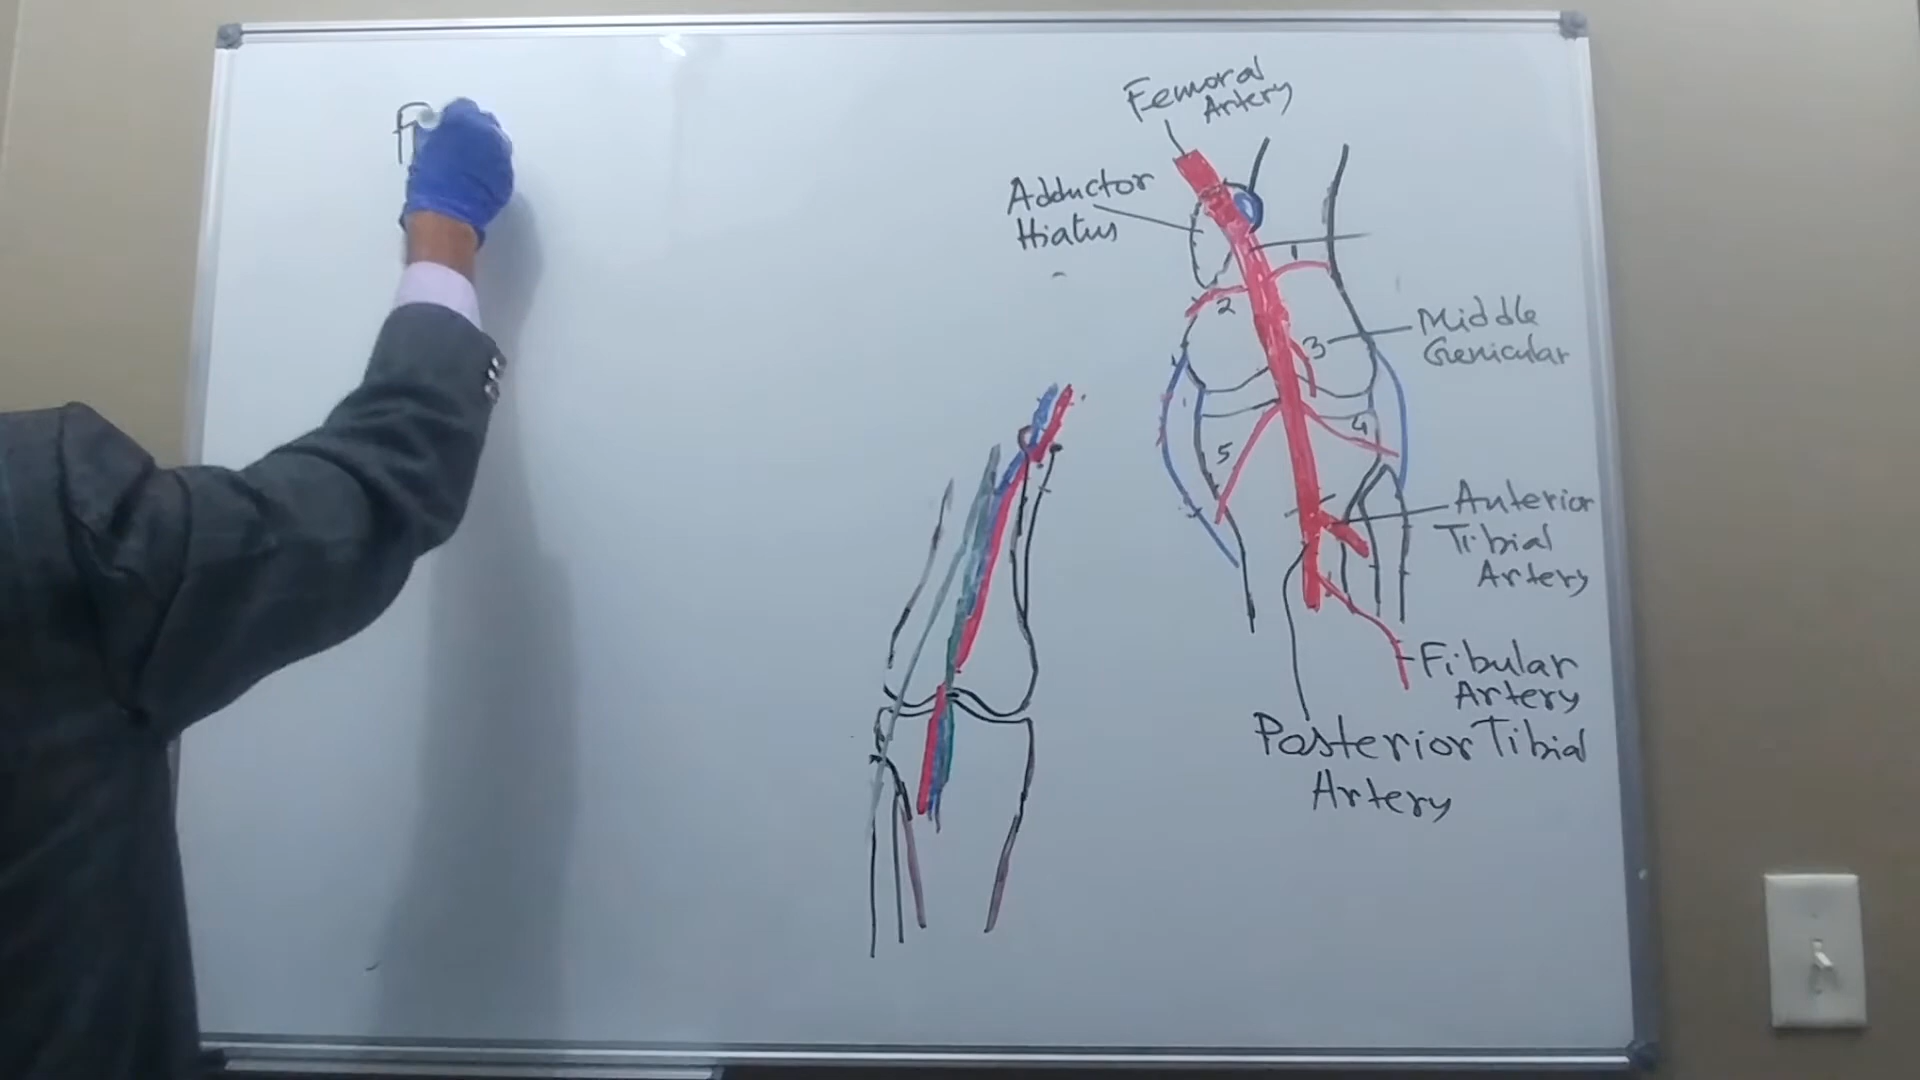 Femoral
Artery
Adductor
Hiatus
1
2
3
Middle
Genicular
4
5
Anterior
Tibial
Artery
Fibular
Artery
Posterior Tibial
Artery